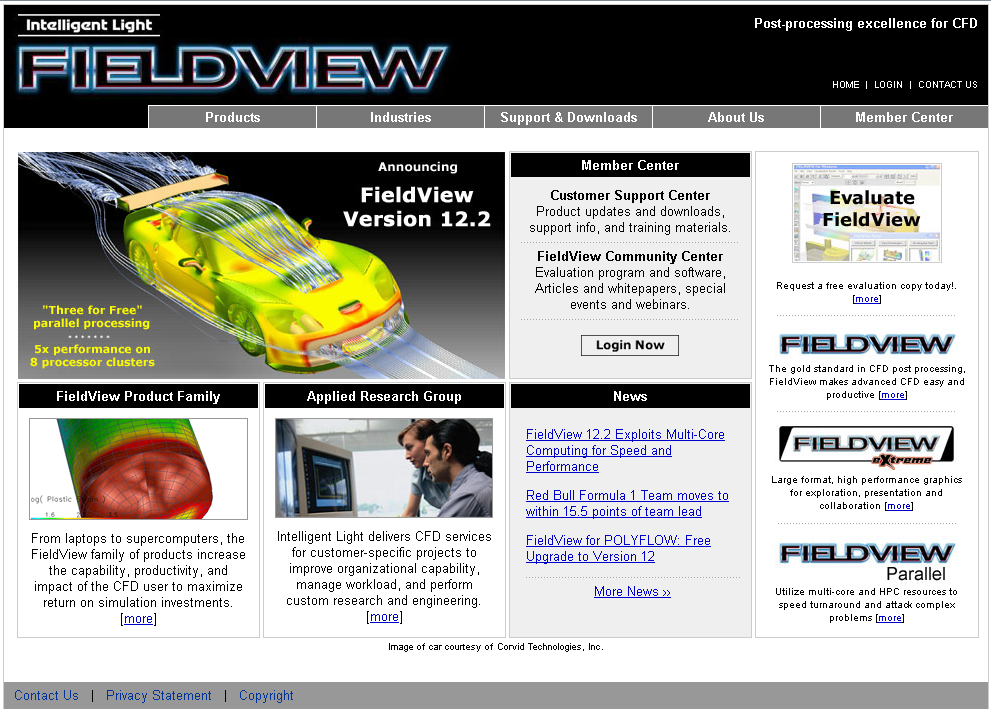 Intelligent Light
FIELDVIEW
Post-processing excellence for CFD
HOME | LOGIN | CONTACT US
Products
Industries
Support & Downloads
About Us
Member Center
Announcing
FieldView
Version 12.2
"Three for Free"
parallel processing
5x performance on
8 processor clusters
Member Center
Customer Support Center
Product updates and downloads,
support info, and training materials.
FieldView Community Center
Evaluation program and software,
Articles and whitepapers, special
events and webinars.
Login Now
Evaluate
FieldView
Request a free evaluation copy today!.
[more]
FIELDVIEW
The gold standard in CFD post processing,
FieldView makes advanced CFD easy and
productive [more]
FIELDVIEW
eXtreme
Large format, high performance graphics
for exploration, presentation and
collaboration [more]
FIELDVIEW
Parallel
Utilize multi-core and HPC resources to
speed turnaround and attack complex
problems [more]
FieldView Product Family
og( Plastic Strain )
1.6 2 2.5 3.5
From laptops to supercomputers, the
FieldView family of products increase
the capability, productivity, and
impact of the CFD user to maximize
return on simulation investments.
[more]
Applied Research Group
Intelligent Light delivers CFD services
for customer-specific projects to
improve organizational capability,
manage workload, and perform
custom research and engineering.
[more]
News
FieldView 12.2 Exploits Multi-Core
Computing for Speed and
Performance
Red Bull Formula 1 Team moves to
within 15.5 points of team lead
FieldView for POLYFLOW: Free
Upgrade to Version 12
More News »
Image of car courtesy of Corvid Technologies, Inc.
Contact Us | Privacy Statement | Copyright